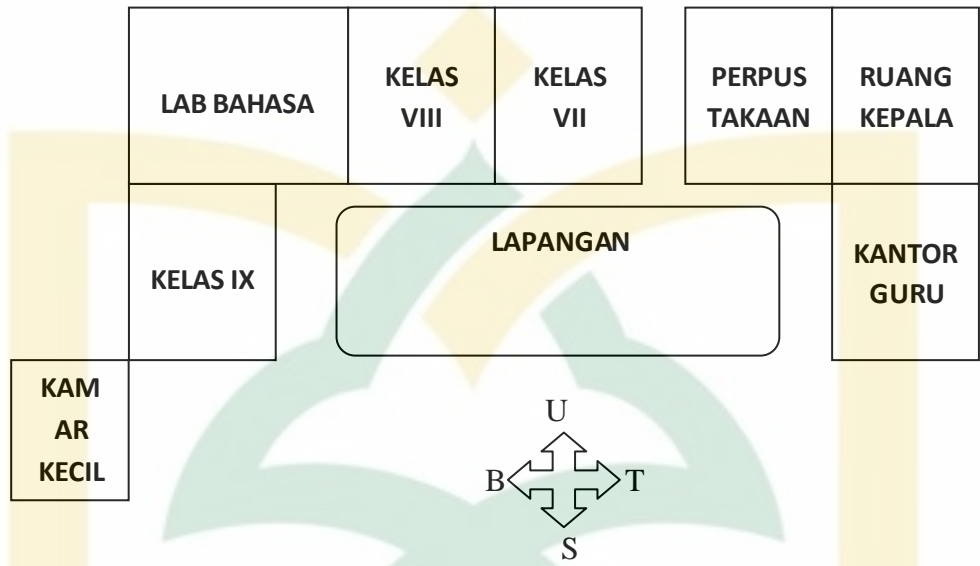 LAB BAHASA
KELAS
VIII
KELAS
VII
PERPUS
TAKAAN
RUANG
KEPALA
KELAS IX
LAPANGAN
KANTOR
GURU
KAM
AR
KECIL
U
B
T
S